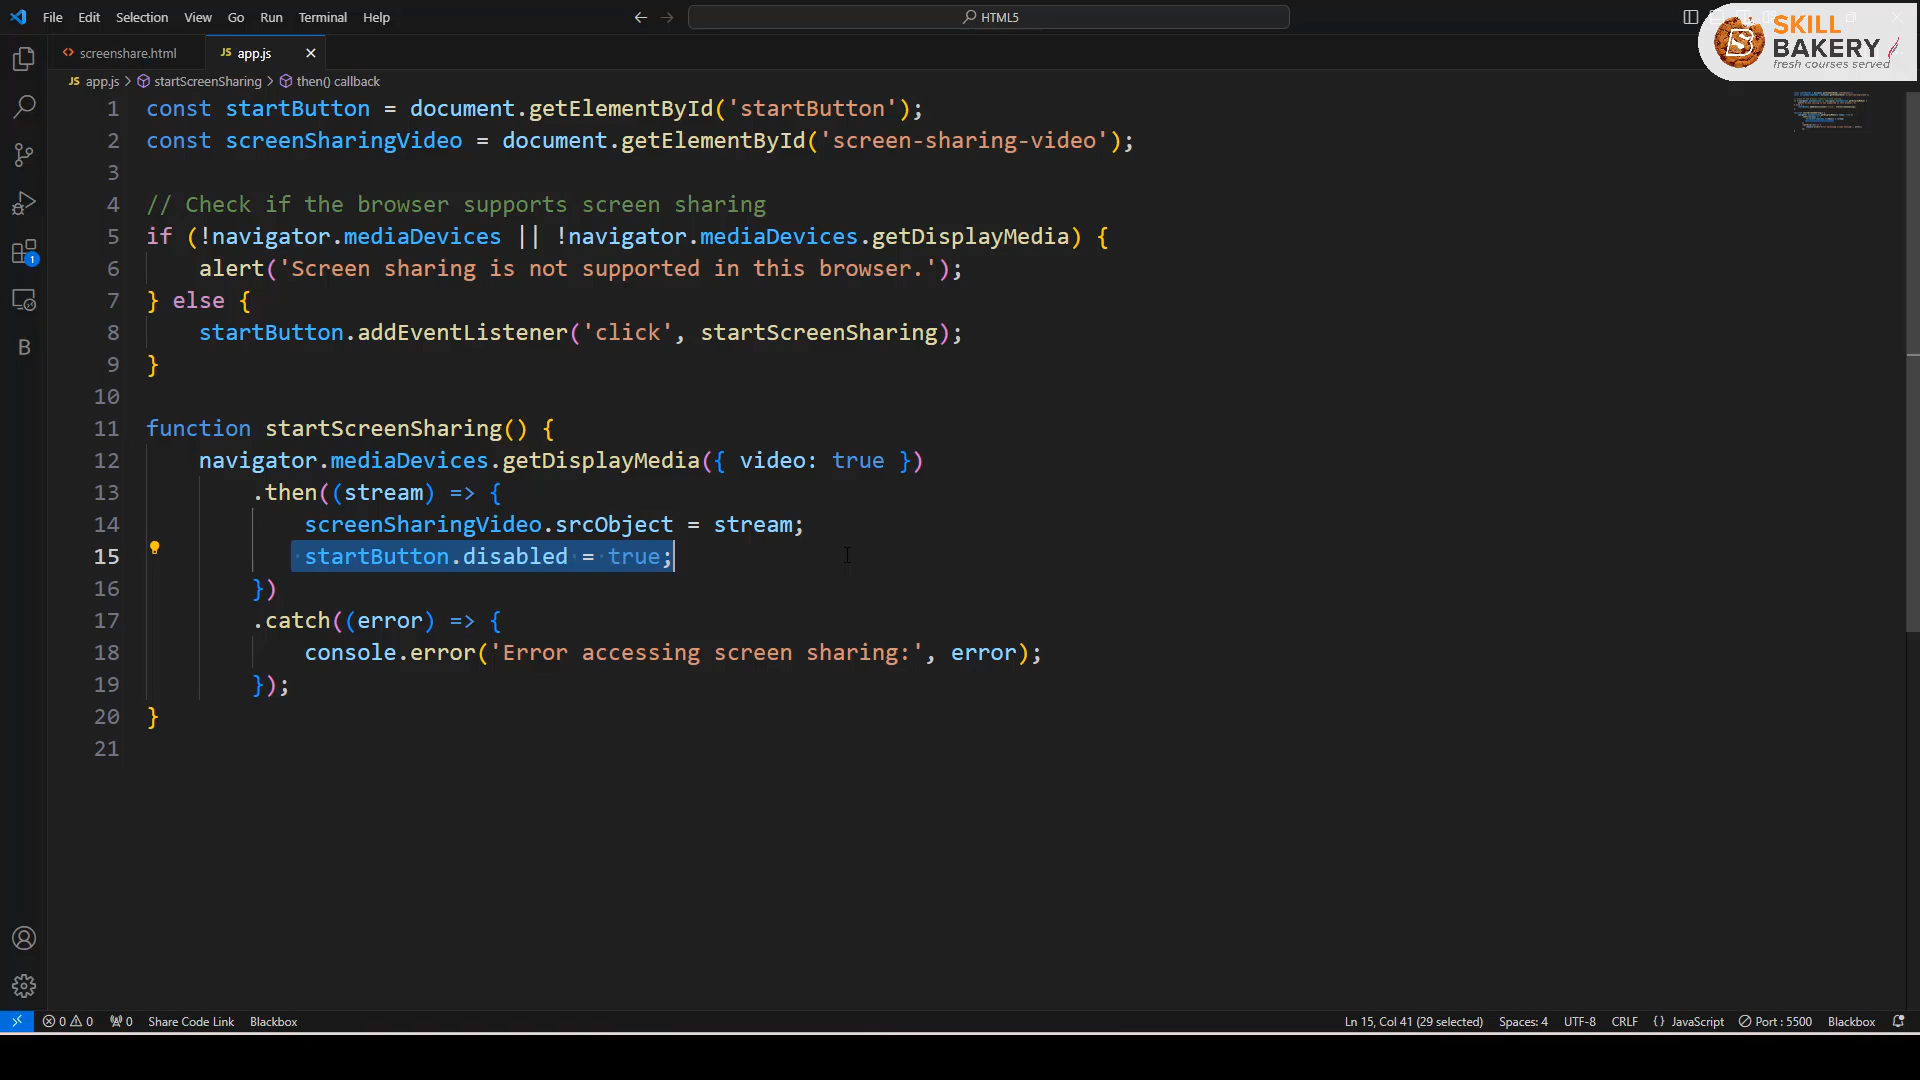 File Edit Selection View Go Run Terminal Help
HTML5
SKILL
BAKERY
fresh courses served
screenshare.html
JS app.js
JS app.js > startScreenSharing > then() callback
1 const startButton = document.getElementById('startButton');
2 const screenSharingVideo = document.getElementById('screen-sharing-video');
3
4 // Check if the browser supports screen sharing
5 if (!navigator.mediaDevices || !navigator.mediaDevices.getDisplayMedia) {
6 alert('Screen sharing is not supported in this browser.');
7 } else {
8 startButton.addEventListener('click', startScreenSharing);
9 }
10
11 function startScreenSharing() {
12 navigator.mediaDevices.getDisplayMedia({ video: true })
13 .then((stream) => {
14 screenSharingVideo.srcObject = stream;
15 startButton.disabled = true;
16 })
17 .catch((error) => {
18 console.error('Error accessing screen sharing:', error);
19 });
20 }
21
1
B
0 0 0 Share Code Link Blackbox
Ln 15, Col 41 (29 selected) Spaces: 4 UTF-8 CRLF {} JavaScript Port : 5500 Blackbox